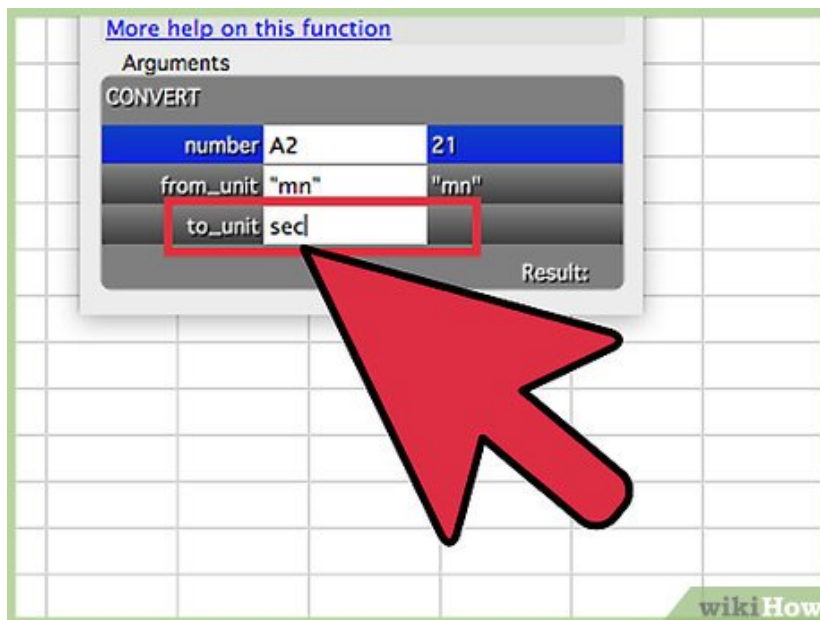 More help on this function
Arguments
CONVERT
number A2 21
from_unit "mn" "mn"
to_unit sec
Result:
wikiHow